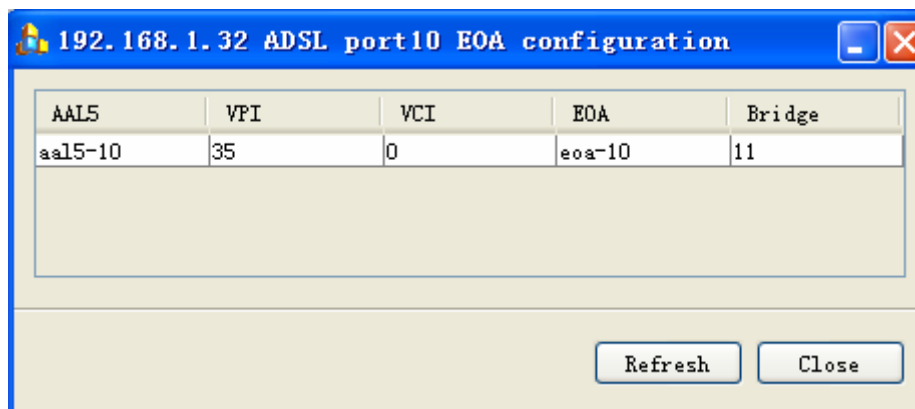 192.168.1.32 ADSL port10 EOA configuration
AAL5 VPI VCI EOA Bridge
aal5-10 35 0 eoa-10 11
Refresh Close